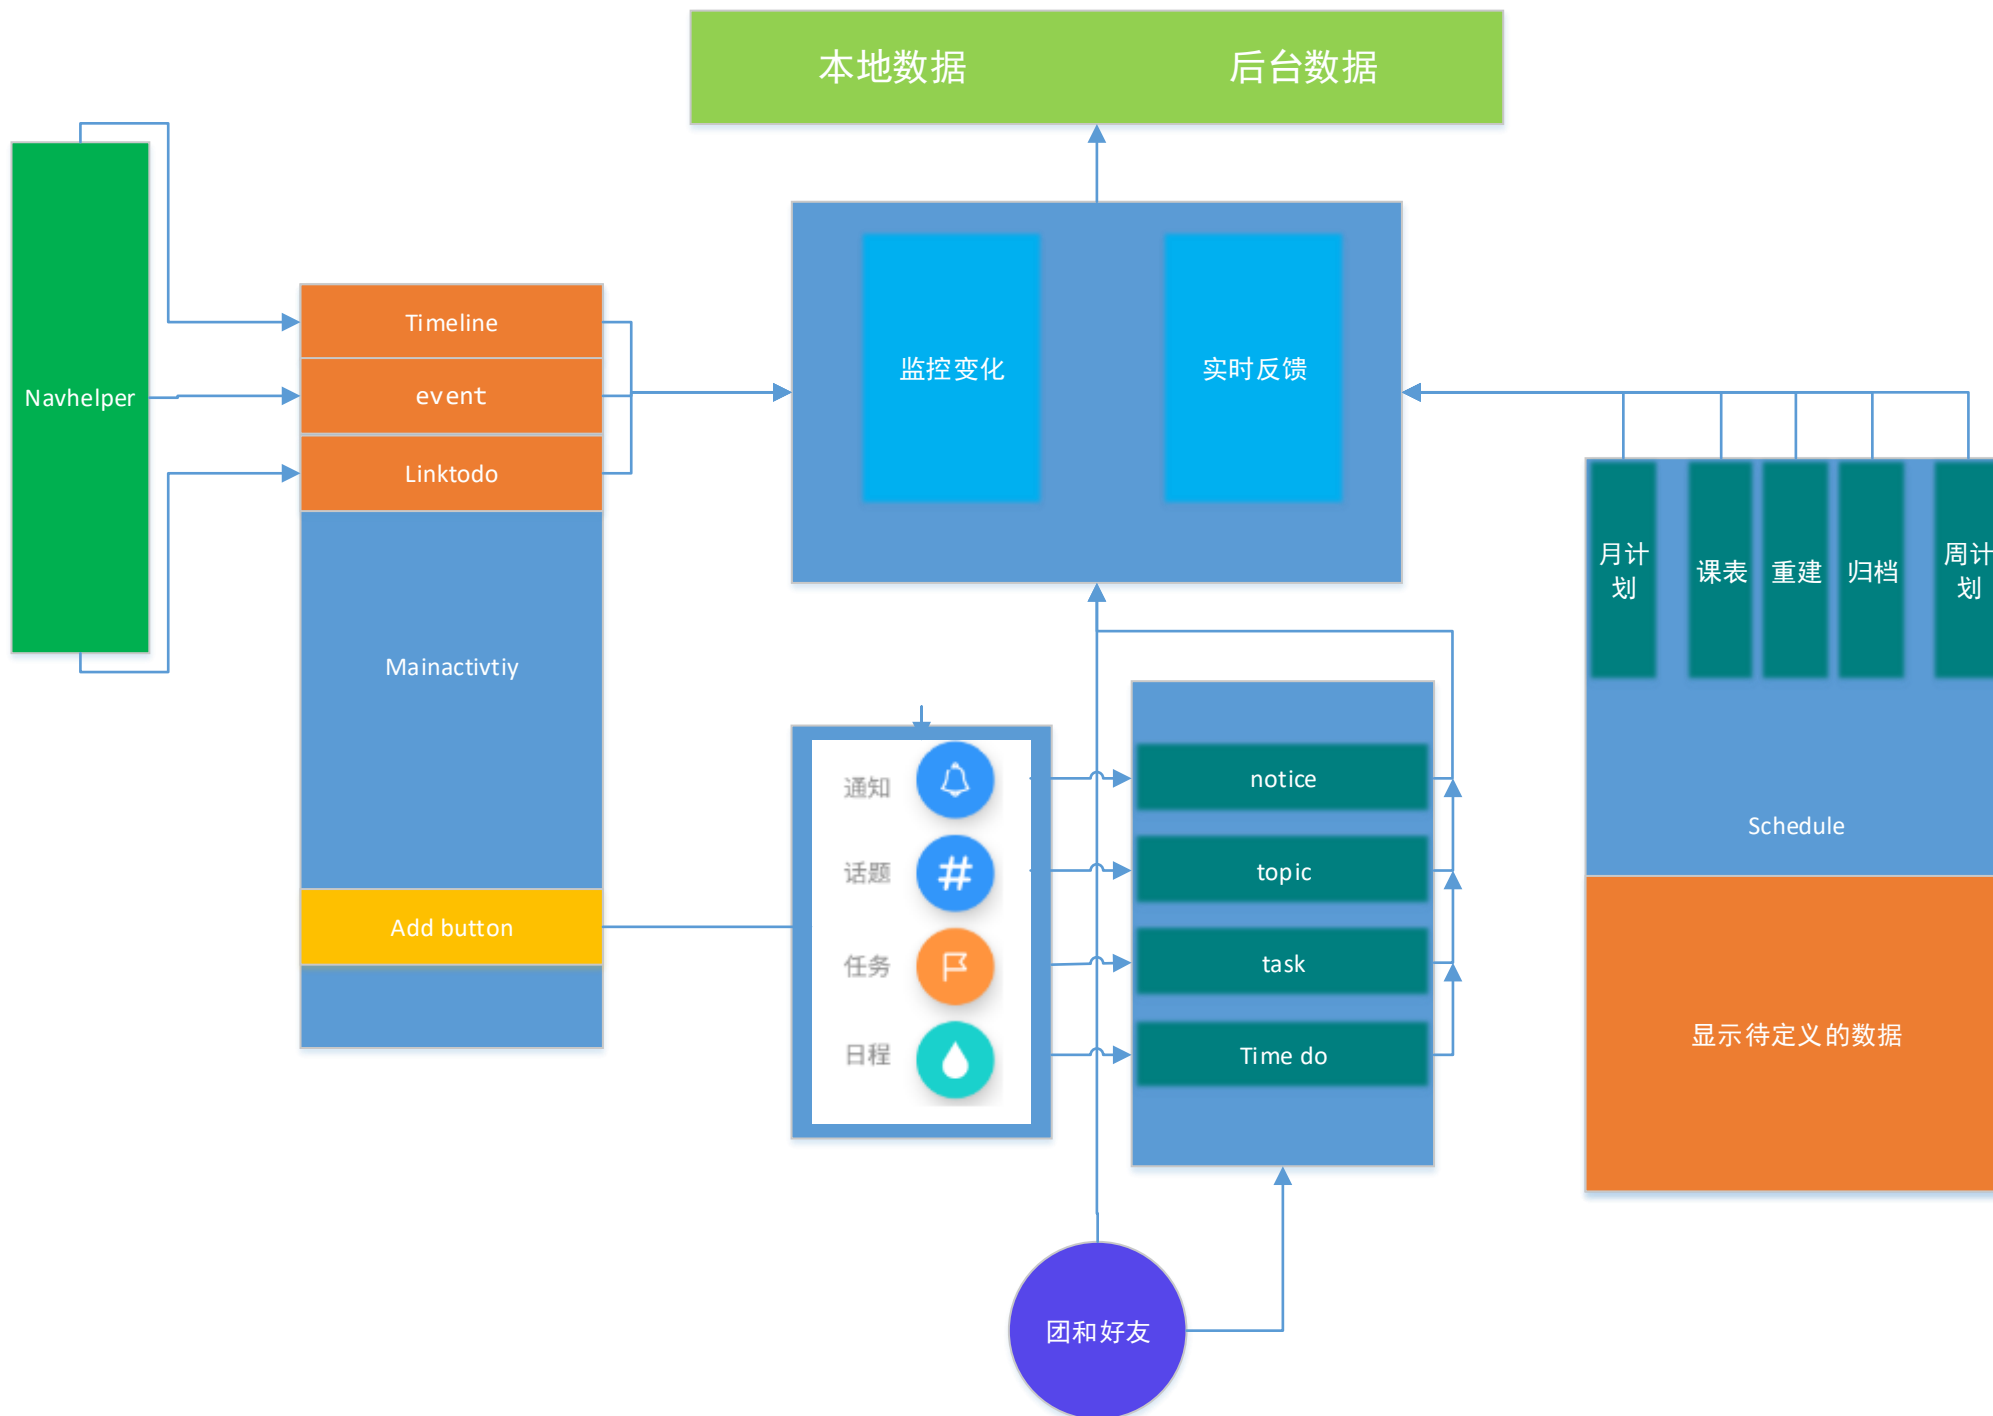 本地数据 后台数据
Navhelper
Timeline
event
Linktodo
Mainactivtiy
Add button
监控变化
实时反馈
通知
话题
任务
日程
notice
topic
task
Time do
团和好友
月计
划
课表
重建
归档
周计
划
Schedule
显示待定义的数据